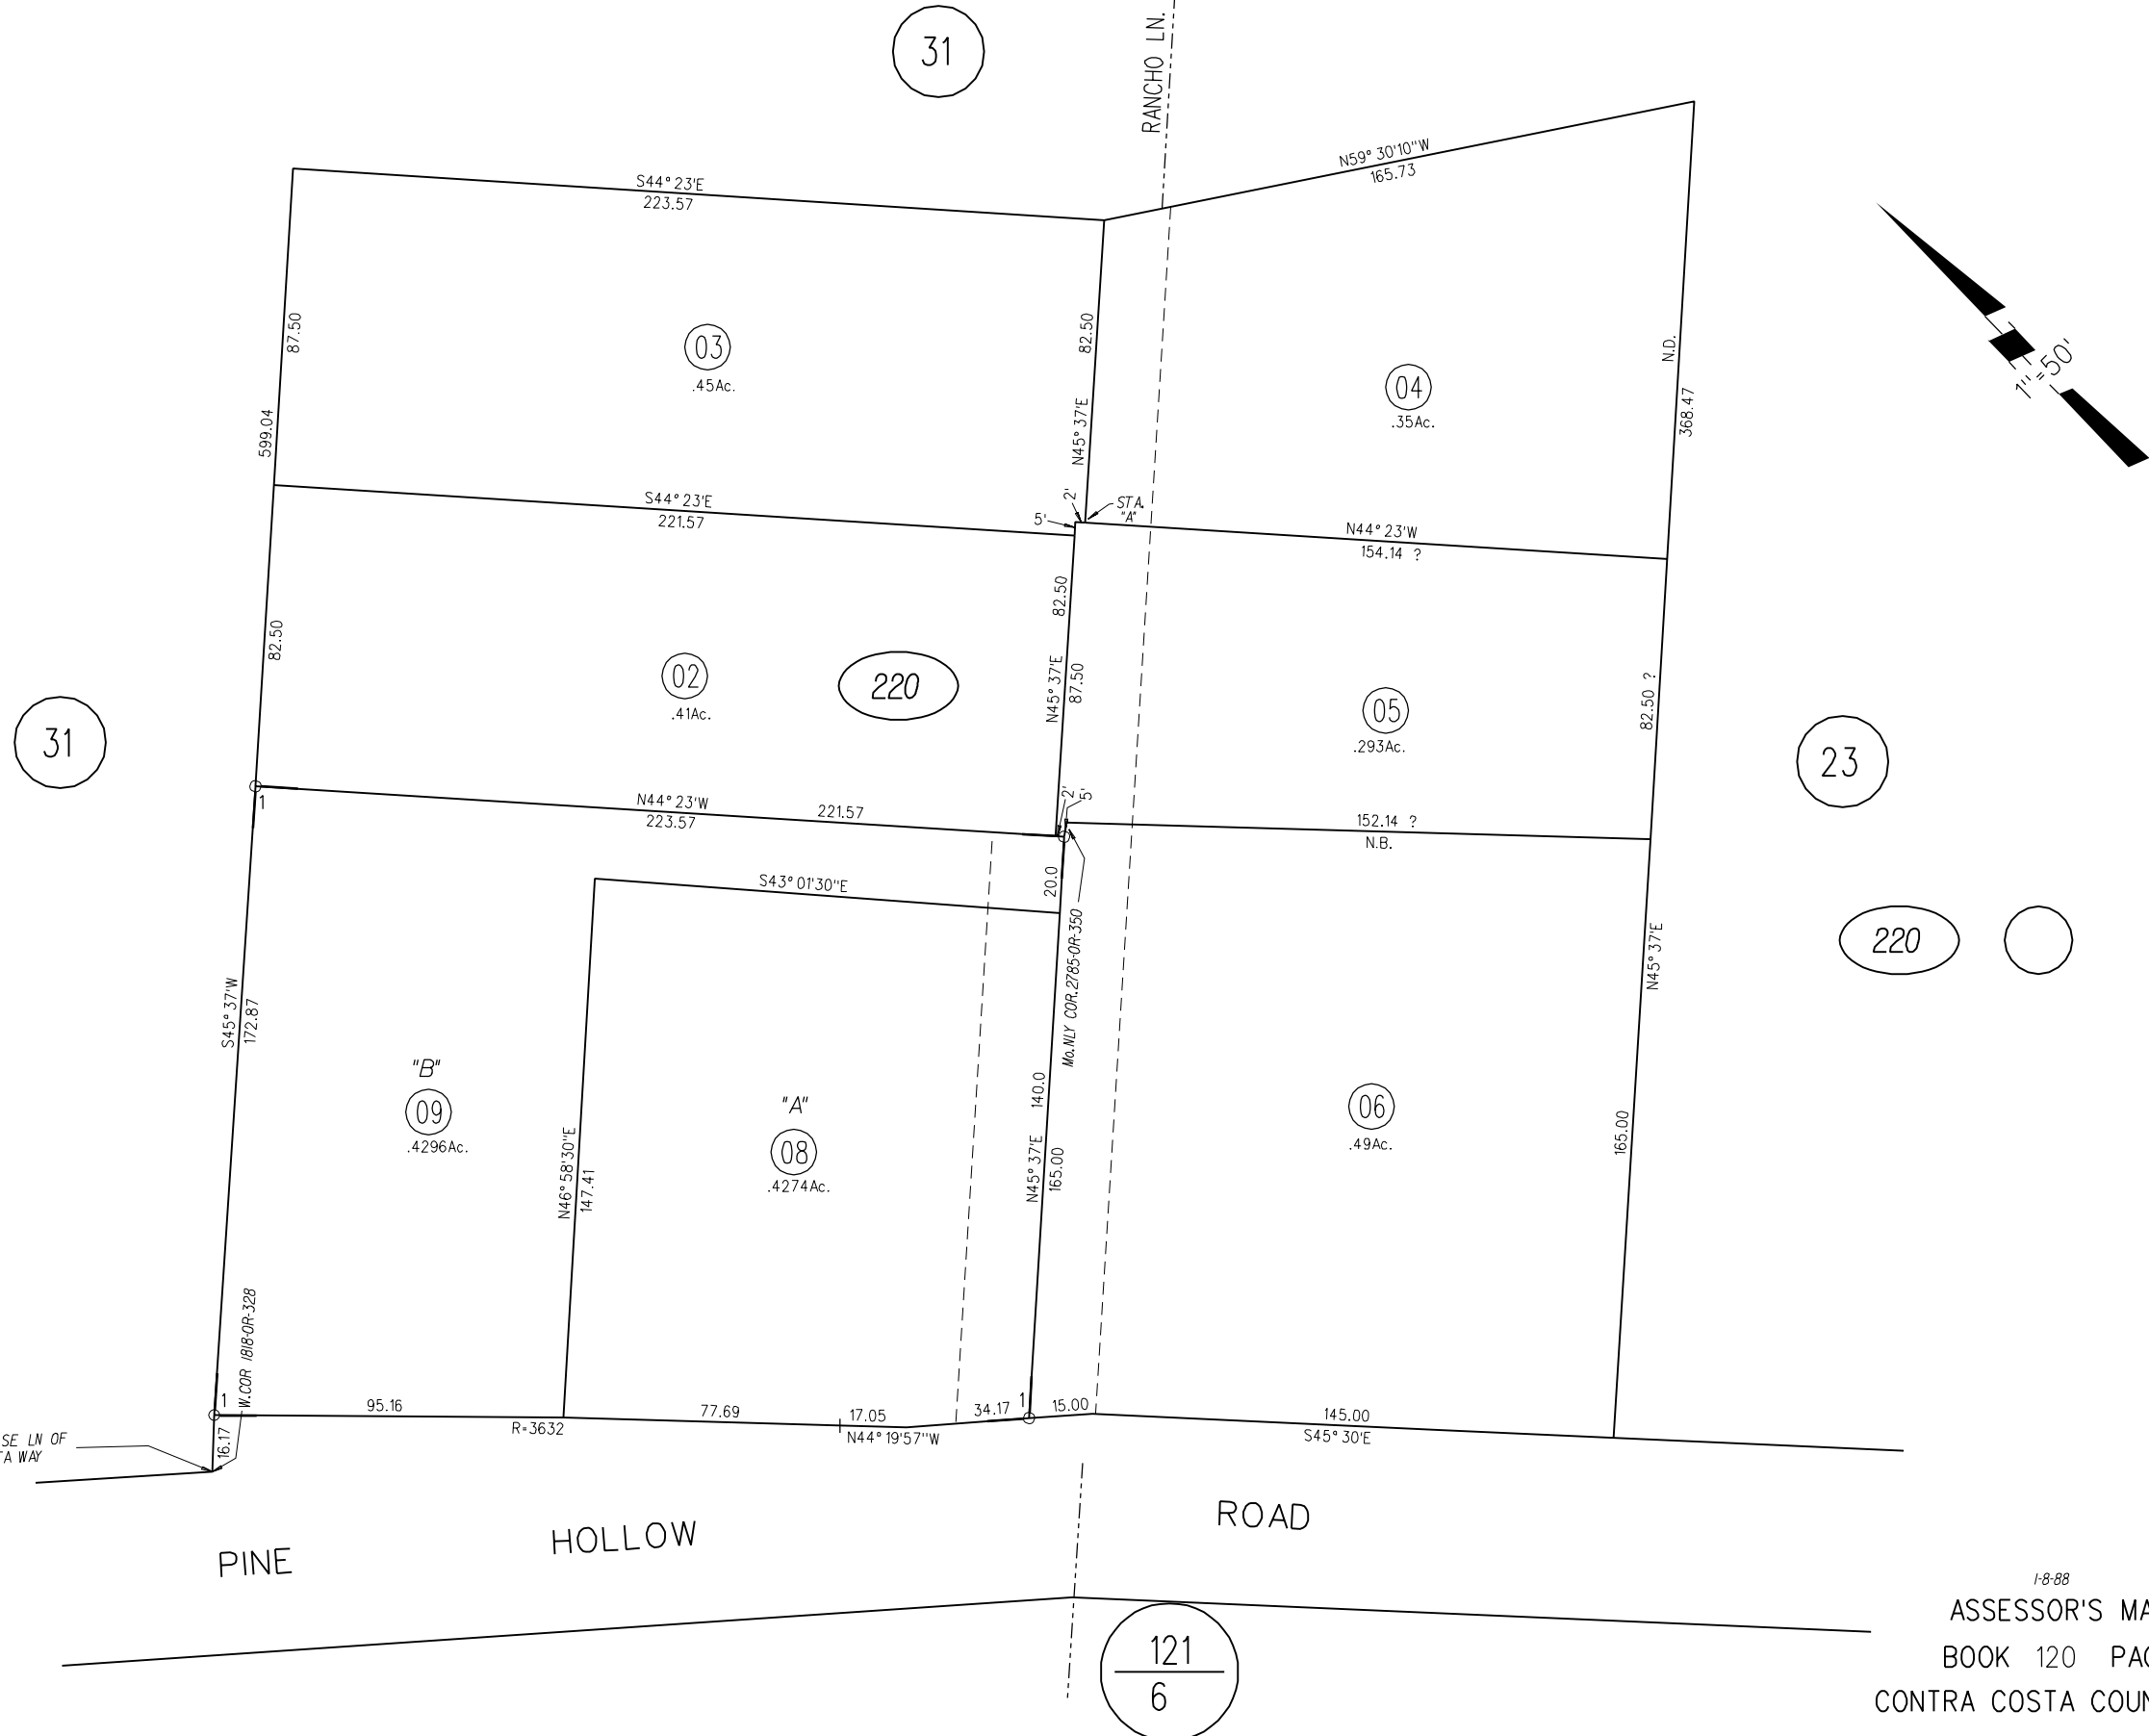 31
RANCHO LN.
N59° 30'10"W
165.73
S44° 23'E
223.57
87.50
03
.45Ac.
82.50
N45° 37'E
04
.35Ac.
N.D.
368.47
1"=50'
599.04
S44° 23'E
221.57
2'
5'
STA.
"A"
N44° 23'W
154.14 ?
82.50
82.50
02
.41Ac.
220
N45° 37'E
87.50
05
.293Ac.
82.50 ?
31
23
1
N44° 23'W
221.57
223.57
2'
5'
152.14 ?
N.B.
20.0
S43° 01'30"E
Mo.NLY COR.2785-OR-350
220
N45° 37'E
S45° 37'W
172.87
"B"
09
.4296Ac.
"A"
08
.4274Ac.
N46° 58'30"E
147.41
140.0
N45° 37'E
165.00
06
.49Ac.
165.00
W.COR 1818-OR-328
1
16.17
SE LN OF
TA WAY
95.16
R=3632
77.69
17.05
N44° 19'57"W
34.17
1
15.00
145.00
S45° 30'E
PINE HOLLOW ROAD
121
6
1-8-88
ASSESSOR'S MA
BOOK 120 PAG
CONTRA COSTA COUN